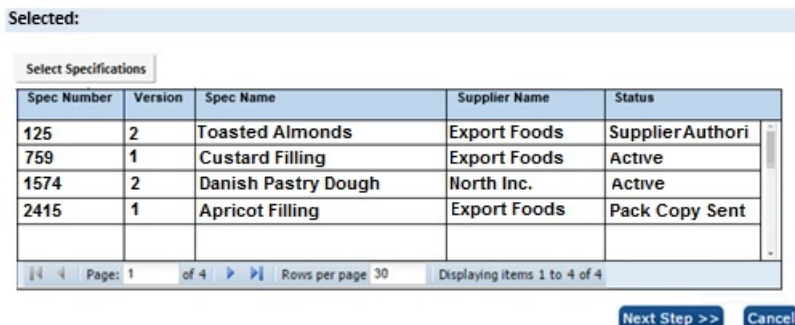 Selected:
Select Specifications
Spec Number Version Spec Name Supplier Name Status
125 2 Toasted Almonds Export Foods SupplierAuthori
759 1 Custard Filling Export Foods Active
1574 2 Danish Pastry Dough North Inc. Active
2415 1 Apricot Filling Export Foods Pack Copy Sent
Page: 1 of 4 Rows per page 30 Displaying items 1 to 4 of 4
Next Step >> Cancel